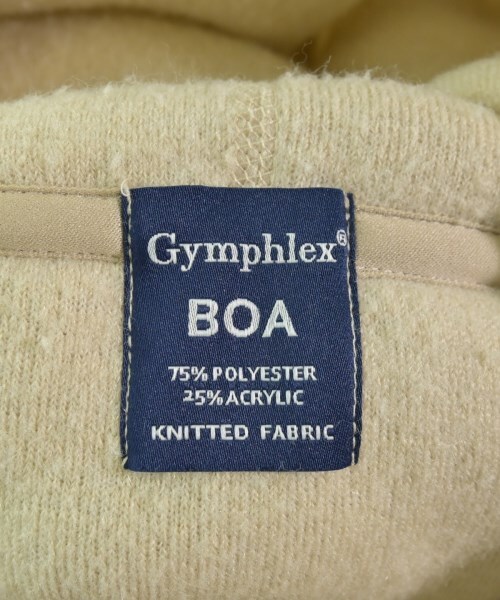 Gymphlex®
BOA
75% POLYESTER
25% ACRYLIC
KNITTED FABRIC